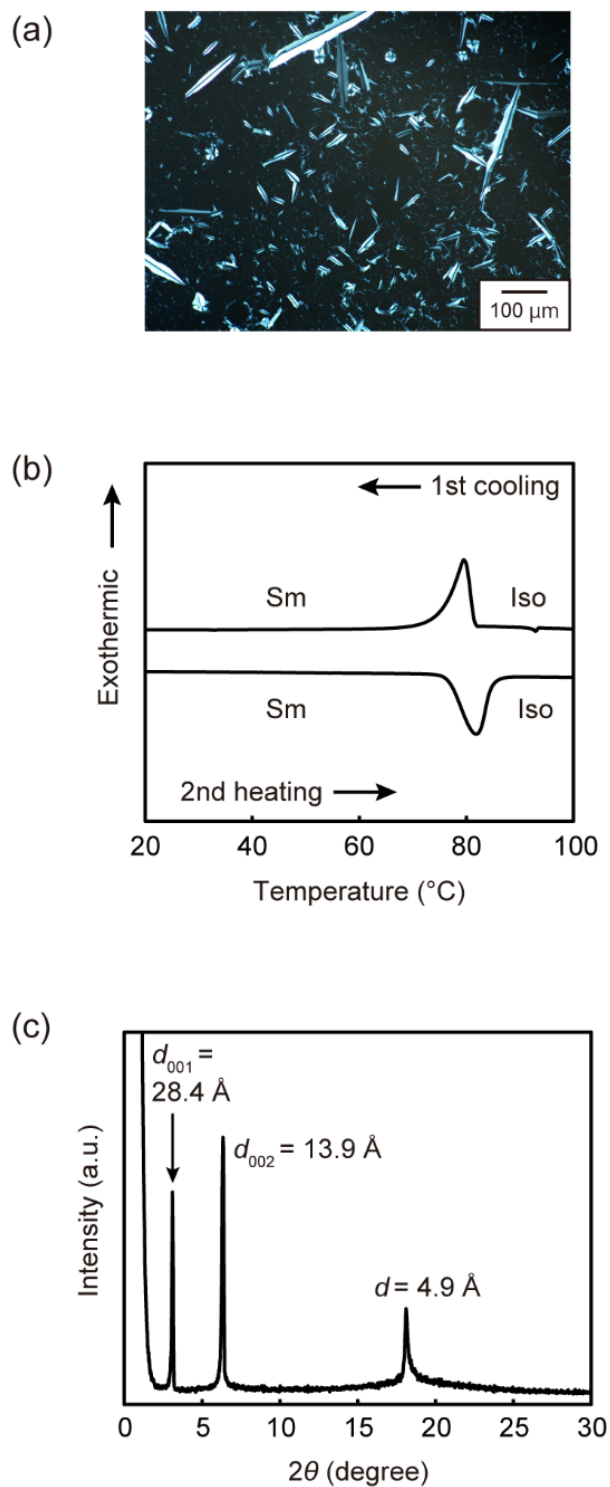 (a)
100 μm
(b)
Exothermic
1st cooling
Sm
Iso
Sm
Iso
2nd heating
20
40
60
80
100
Temperature (°C)
(c)
Intensity (a.u.)
d001 =
28.4 Å
d002 = 13.9 Å
d = 4.9 Å
0
5
10
15
20
25
30
2θ (degree)